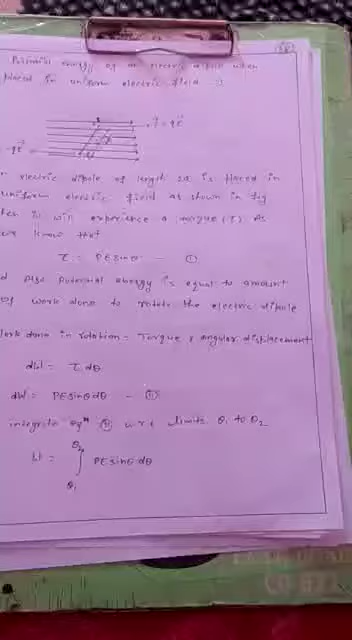 Potential energy of an electric dipole when
placed in uniform electric field :-
F = qE
-qE
electric dipole of length 2a is placed in
uniform electric field as shown in fig
it will experience a torque (τ). As
we know that
τ = PE sinθ — ①
Also potential energy is equal to amount
of work done to rotate the electric dipole
work done in rotation = Torque x angular displacement
dW = τ dθ
dW = PE sinθ dθ — ②
integrate eqⁿ ② w.r.t limits θ₁ to θ₂
W = ∫ PE sinθ dθ
θ₂
θ₁